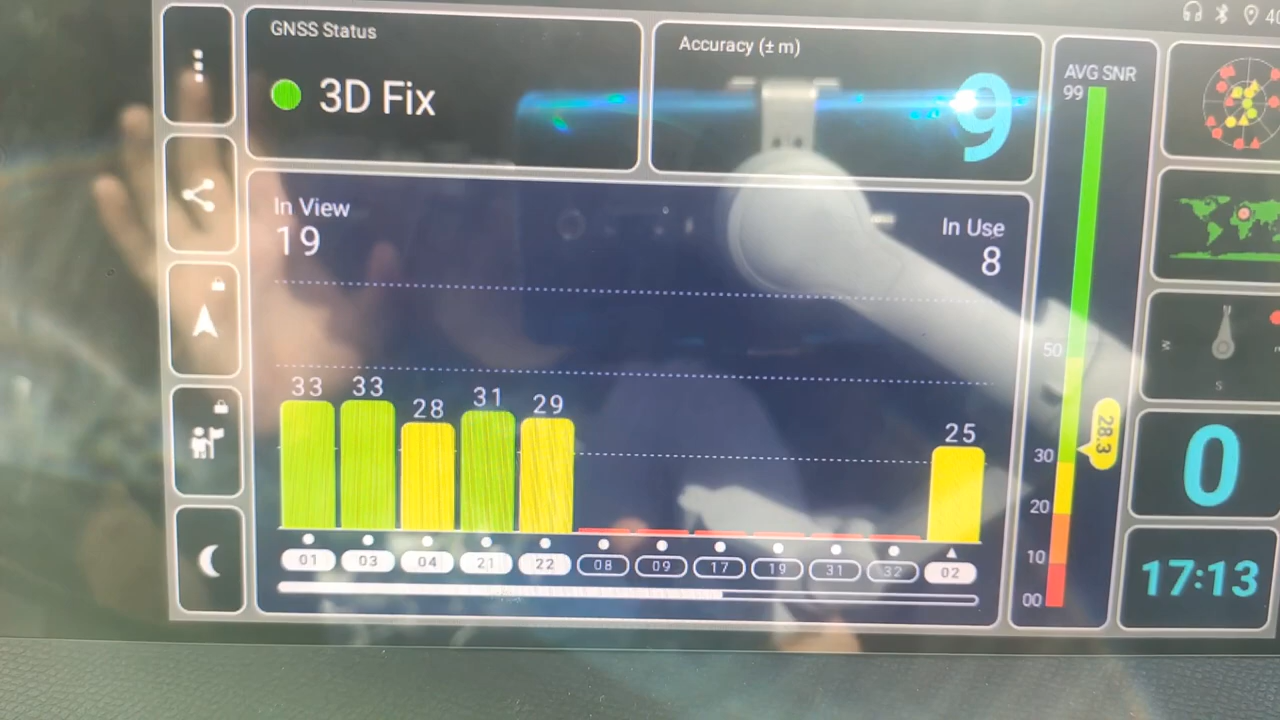 GNSS Status
3D Fix
Accuracy (± m)
9
AVG SNR
99
50
30
20
10
00
28.3
In View
19
In Use
8
33 33 28 31 29 25
01 03 04 21 22 08 09 17 19 31 32 02
40
W
S
0
17:13